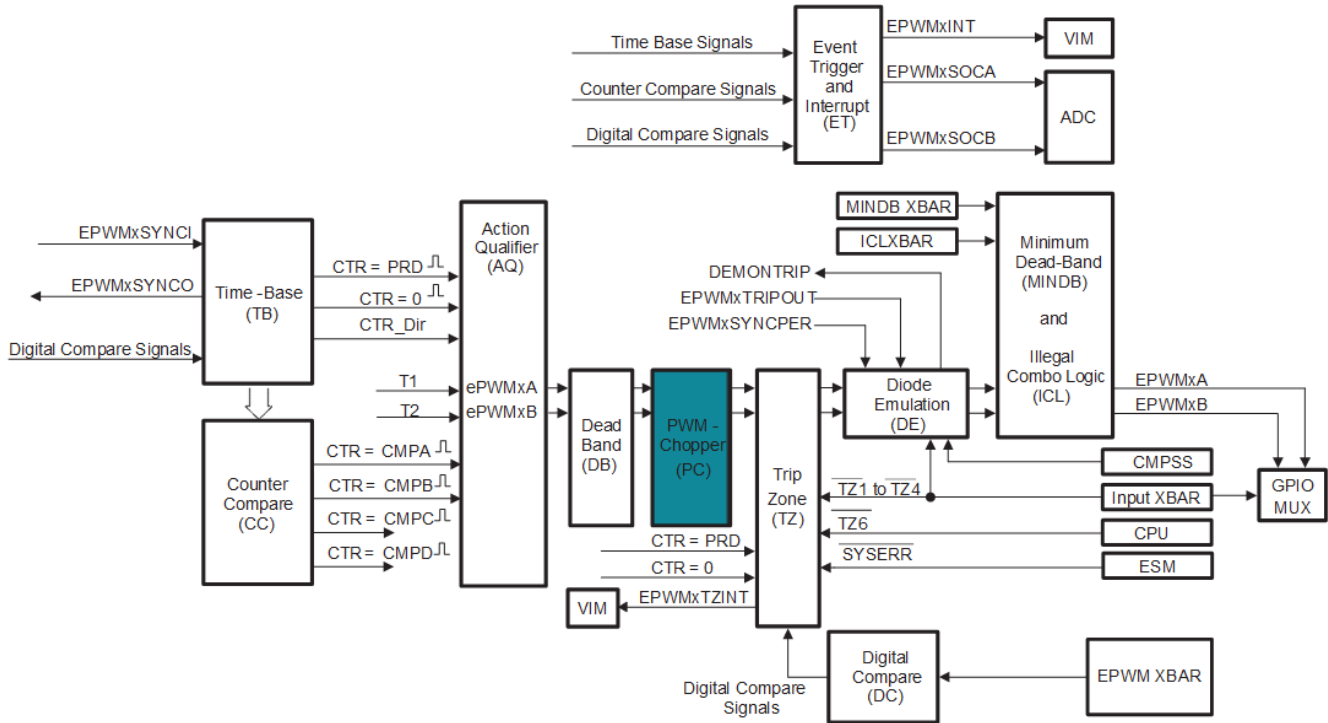 Time Base Signals
Counter Compare Signals
Digital Compare Signals
Event
Trigger
and
Interrupt
(ET)
EPWMxINT
EPWMxSOCA
EPWMxSOCB
VIM
ADC
EPWMxSYNCI
EPWMxSYNCO
Digital Compare Signals
Time -Base
(TB)
CTR = PRD
CTR = 0
CTR_Dir
T1
T2
Counter
Compare
(CC)
CTR = CMPA
CTR = CMPB
CTR = CMPC
CTR = CMPD
Action
Qualifier
(AQ)
ePWMxA
ePWMxB
Dead
Band
(DB)
PWM -
Chopper
(PC)
Trip
Zone
(TZ)
CTR = PRD
CTR = 0
EPWMxTZINT
VIM
DEMONTRIP
EPWMxTRIPOUT
EPWMxSYNCPER
Diode
Emulation
(DE)
MINDB XBAR
ICLXBAR
Minimum
Dead-Band
(MINDB)
and
Illegal
Combo Logic
(ICL)
EPWMxA
EPWMxB
TZ1 to TZ4
TZ6
SYSERR
CMPSS
Input XBAR
CPU
ESM
GPIO
MUX
Digital Compare
Signals
Digital
Compare
(DC)
EPWM XBAR